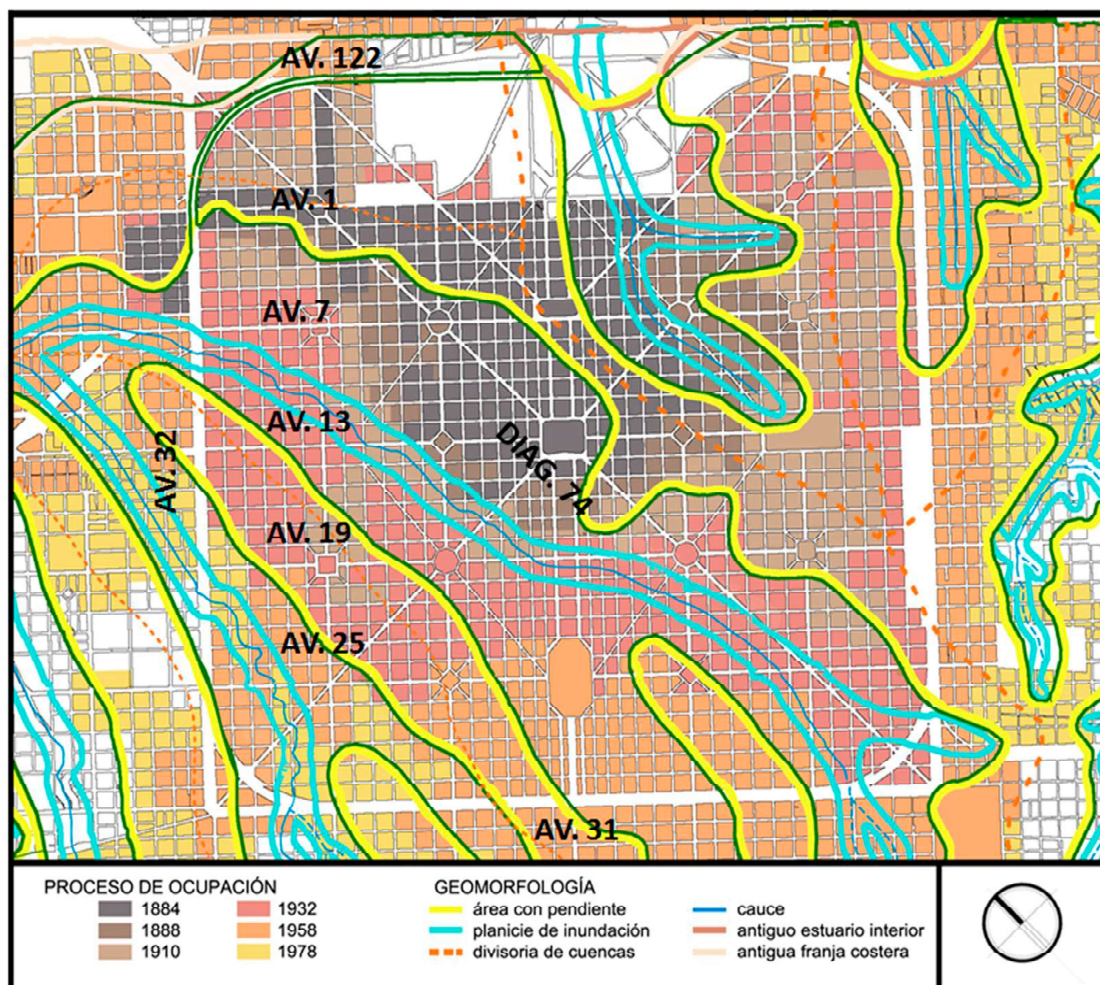 AV. 122
AV. 1
AV. 7
AV. 13
DIAG. 74
AV. 32
AV. 19
AV. 25
AV. 31
PROCESO DE OCUPACIÓN
1884
1888
1910
1932
1958
1978
GEOMORFOLOGÍA
área con pendiente
planicie de inundación
divisoria de cuencas
cauce
antiguo estuario interior
antigua franja costera